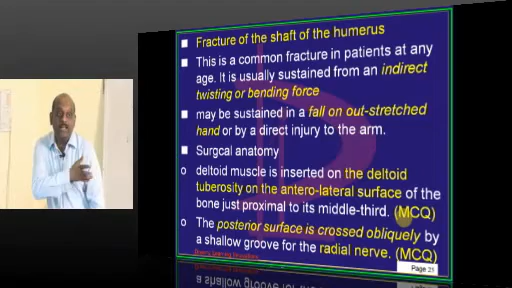 Fracture of the shaft of the humerus
This is a common fracture in patients at any
age. It is usually sustained from an indirect
twisting or bending force
may be sustained in a fall on out-stretched
hand or by a direct injury to the arm.
Surgcal anatomy
deltoid muscle is inserted on the deltoid
tuberosity on the antero-lateral surface of the
bone just proximal to its middle-third. (MCQ)
The posterior surface is crossed obliquely by
a shallow groove for the radial nerve. (MCQ)
Page 21